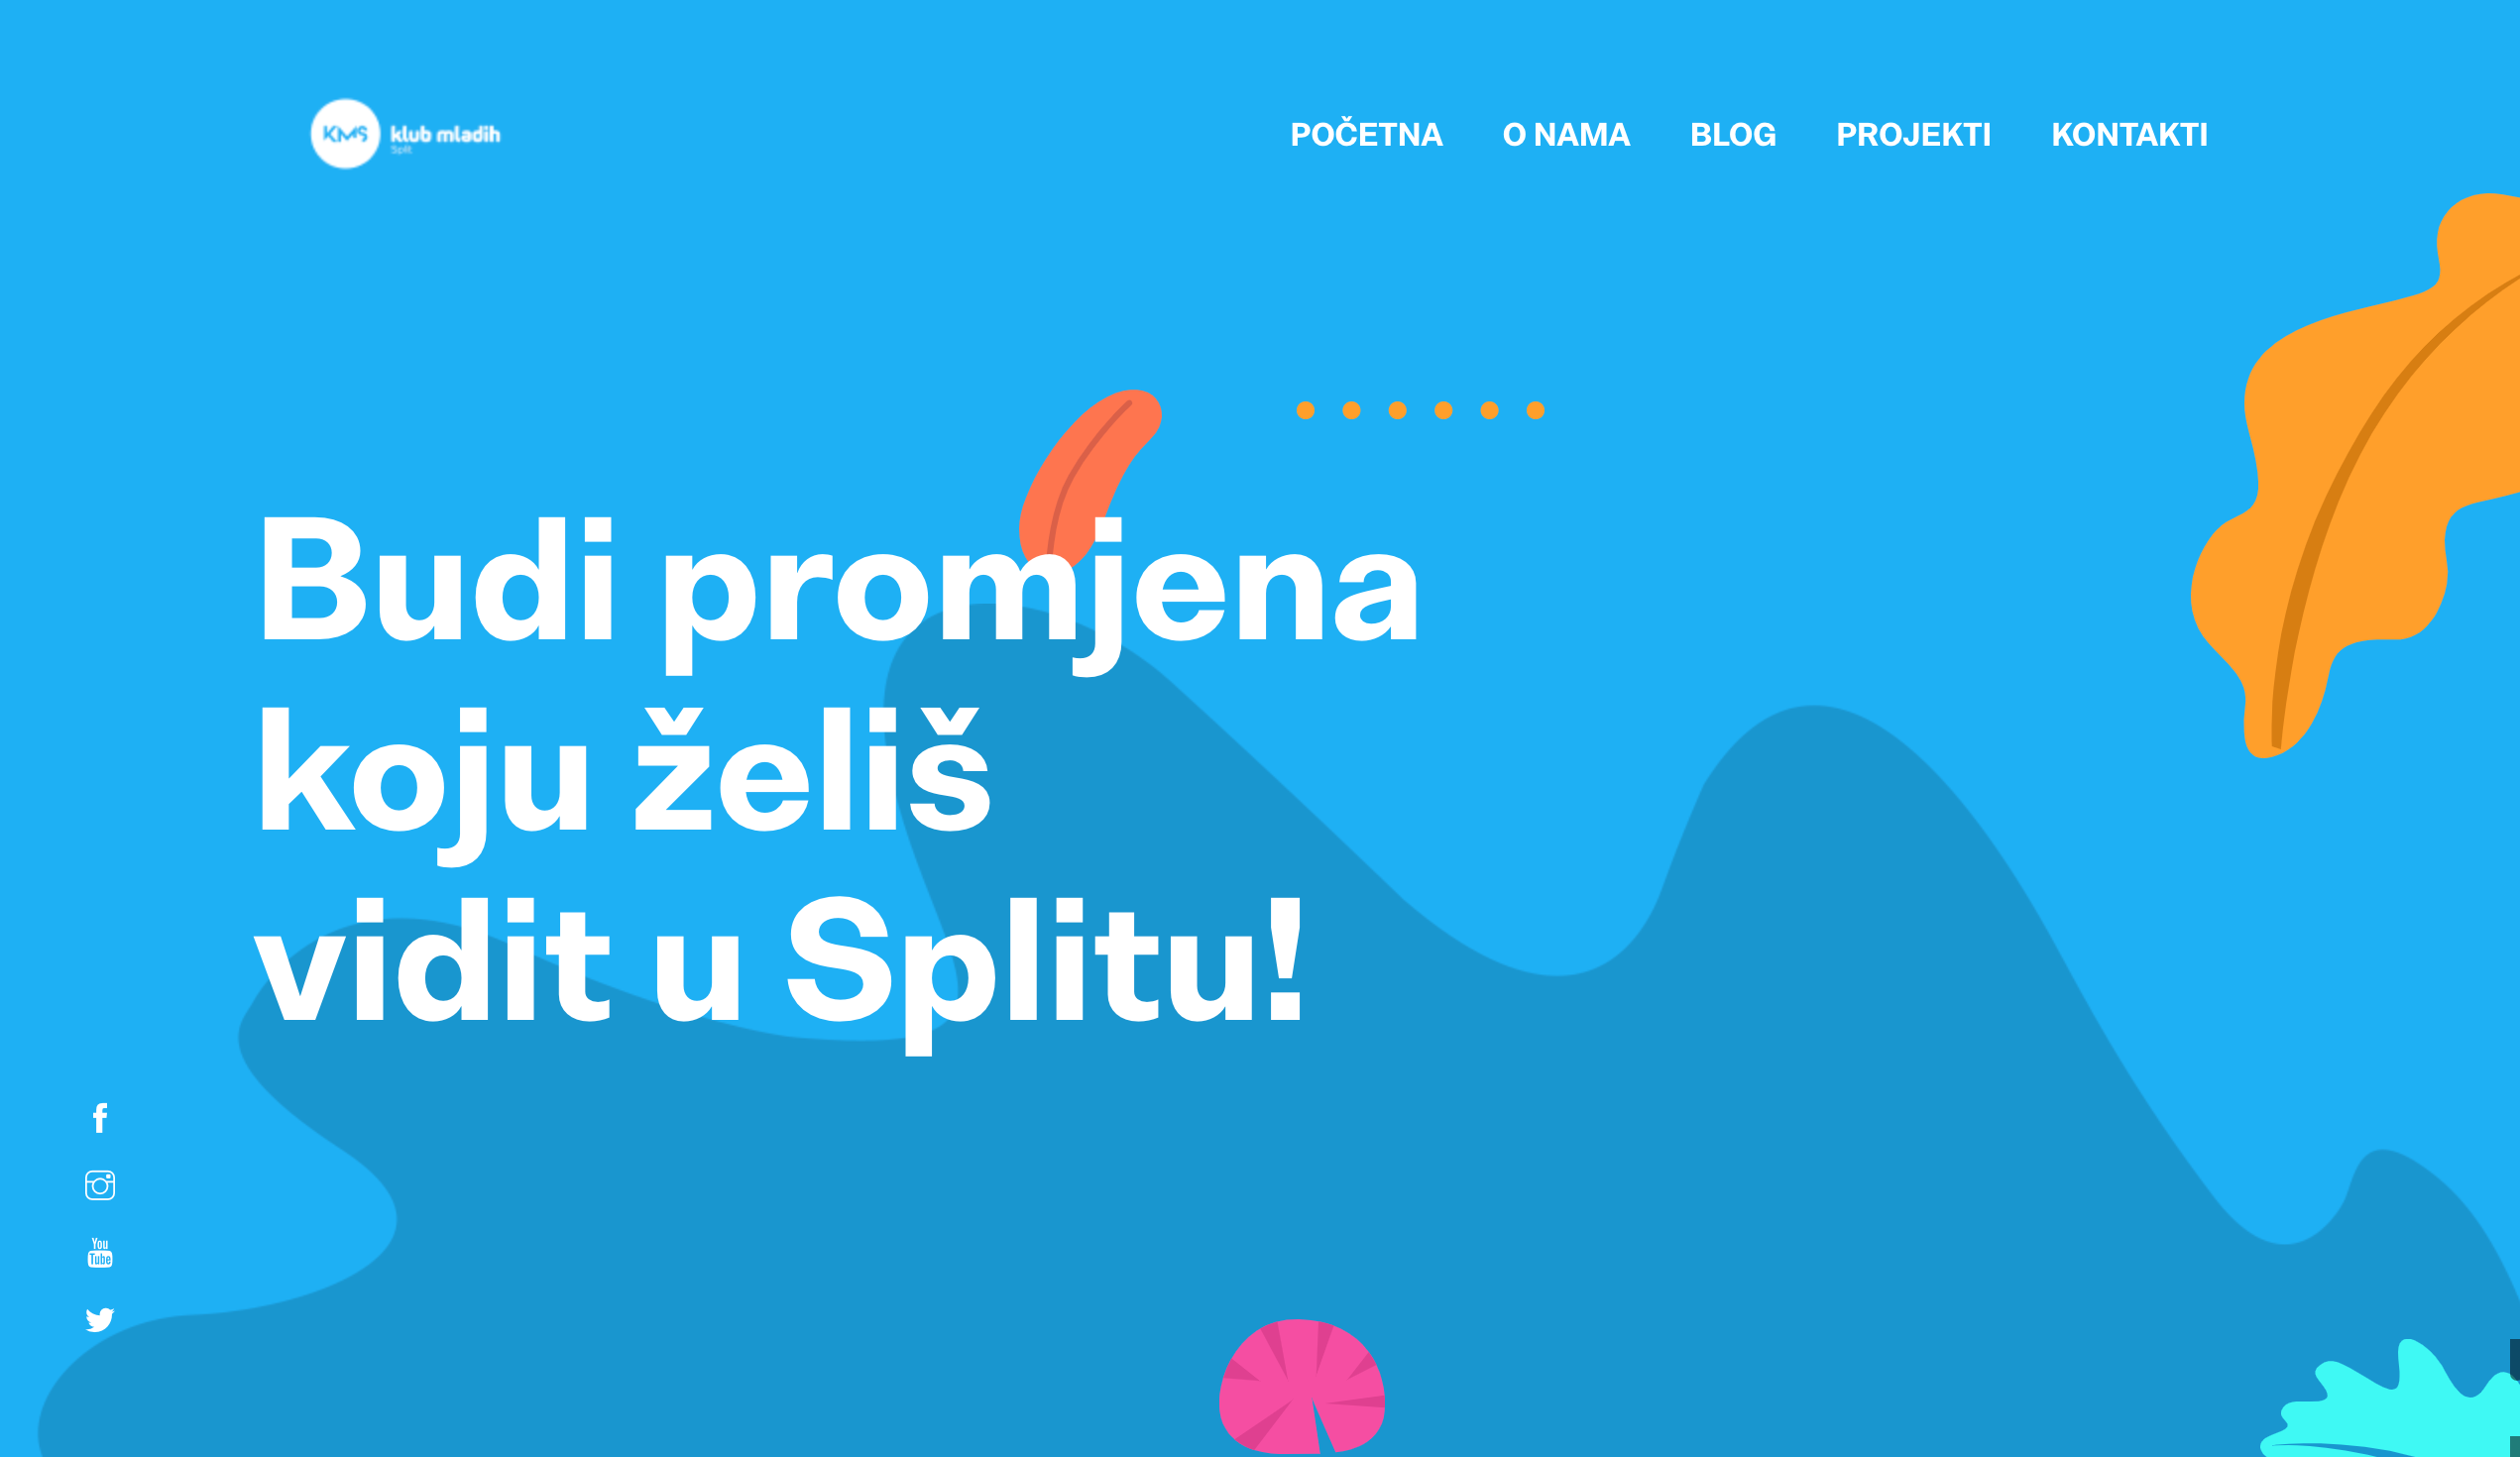 KMS klub mladih
Split
POČETNA O NAMA BLOG PROJEKTI KONTAKTI
Budi promjena
koju želiš
vidit u Splitu!
You
Tube